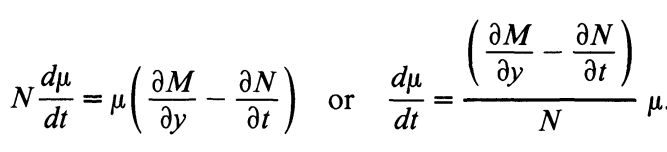 N dμ/dt = μ(∂M/∂y − ∂N/∂t) or dμ/dt = (∂M/∂y − ∂N/∂t)/N μ.